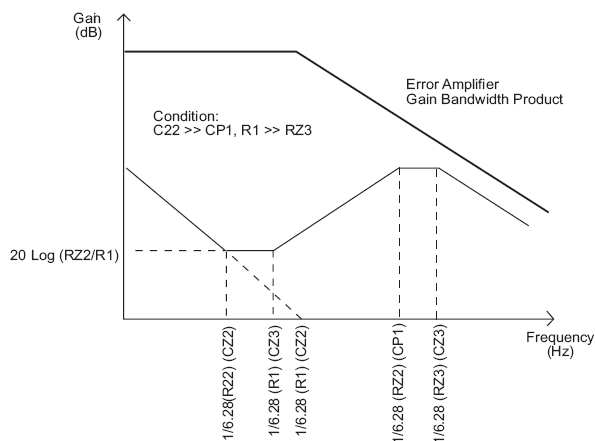 Gain
(dB)
Error Amplifier
Gain Bandwidth Product
Condition:
C22 >> CP1, R1 >> RZ3
20 Log (RZ2/R1)
Frequency
(Hz)
1/6.28(R22) (CZ2)
1/6.28 (R1) (CZ3)
1/6.28 (R1) (CZ2)
1/6.28 (RZ2) (CP1)
1/6.28 (RZ3) (CZ3)